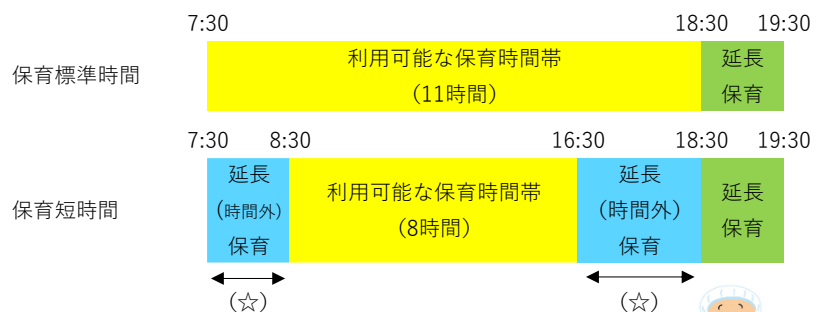 7:30 18:30 19:30
保育標準時間
利用可能な保育時間帯
(11時間)
延長
保育
7:30 8:30 16:30 18:30 19:30
保育短時間
延長
(時間外)
保育
利用可能な保育時間帯
(8時間)
延長
(時間外)
保育
延長
保育
(☆) (☆)